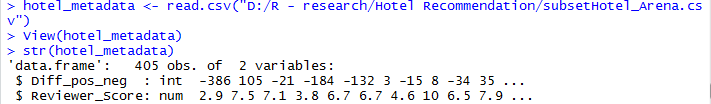 > hotel_metadata <- read.csv("D:/R - research/Hotel Recommendation/subsetHotel_Arena.cs
v")
> View(hotel_metadata)
> str(hotel_metadata)
'data.frame':   405 obs. of  2 variables:
 $ Diff_pos_neg  : int  -386 105 -21 -184 -132 3 -15 8 -34 35 ...
 $ Reviewer_Score: num  2.9 7.5 7.1 3.8 6.7 6.7 4.6 10 6.5 7.9 ...